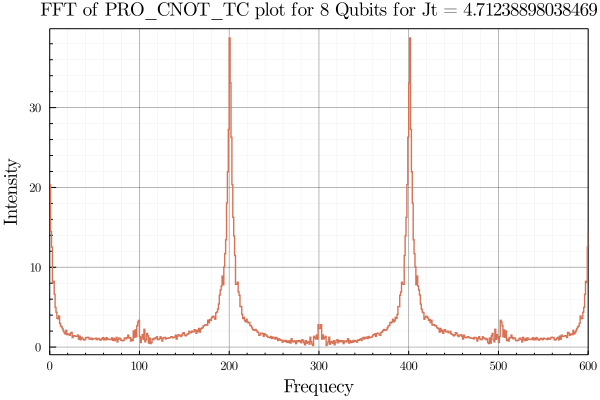 FFT of PRO_CNOT_TC plot for 8 Qubits for Jt = 4.71238898038469
Intensity
30
20
10
0
0 100 200 300 400 500 600
Frequecy